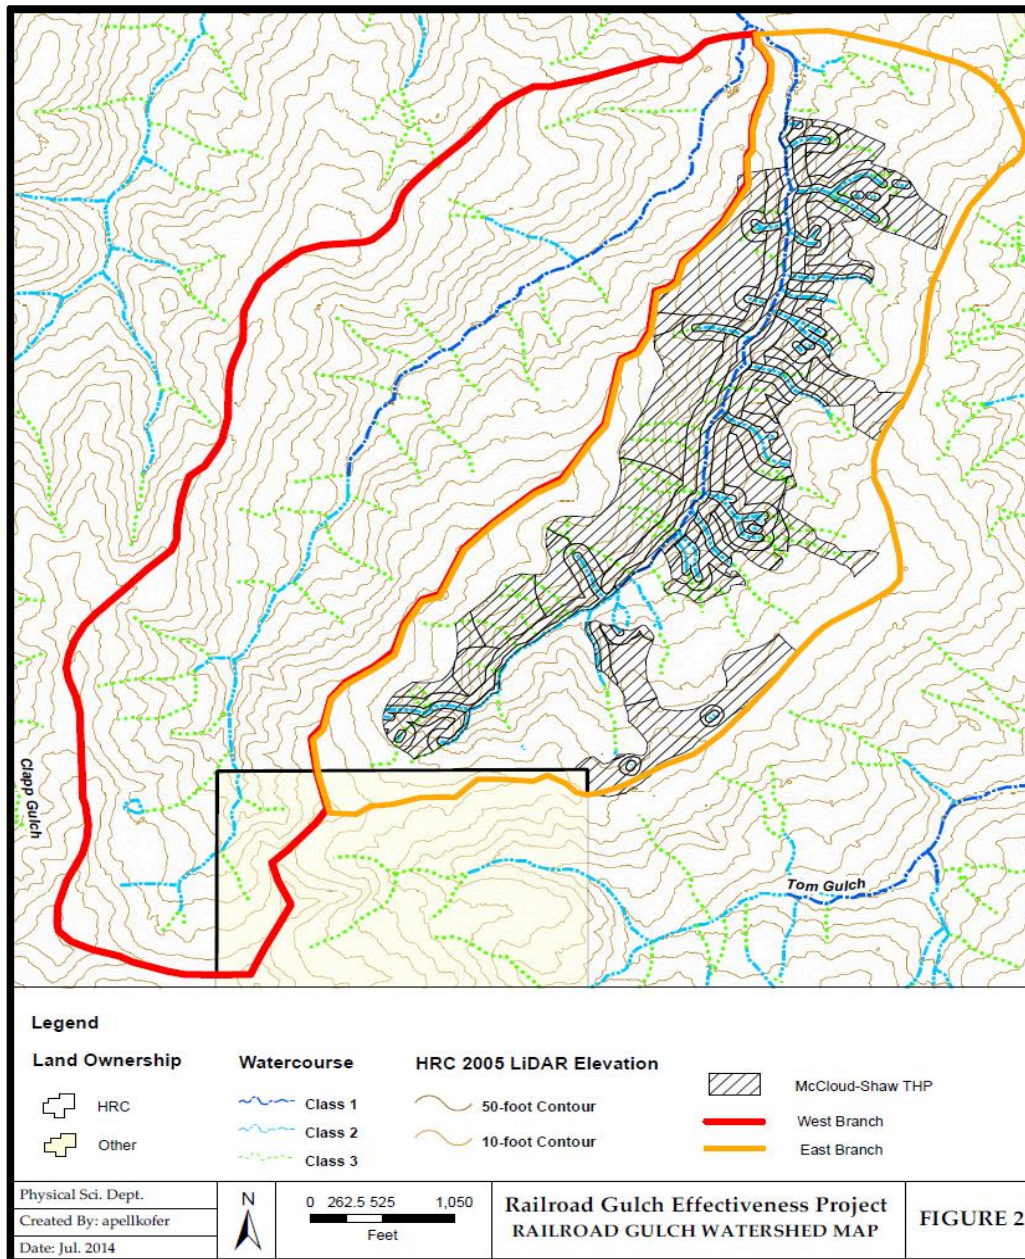 Clapp Gulch
Tom Gulch
Legend
Land Ownership
HRC
Other
Watercourse
Class 1
Class 2
Class 3
HRC 2005 LiDAR Elevation
50-foot Contour
10-foot Contour
McCloud-Shaw THP
West Branch
East Branch
Physical Sci. Dept.
Created By: apellkofer
Date: Jul. 2014
N
0 262.5 525 1,050
Feet
Railroad Gulch Effectiveness Project
RAILROAD GULCH WATERSHED MAP
FIGURE 2